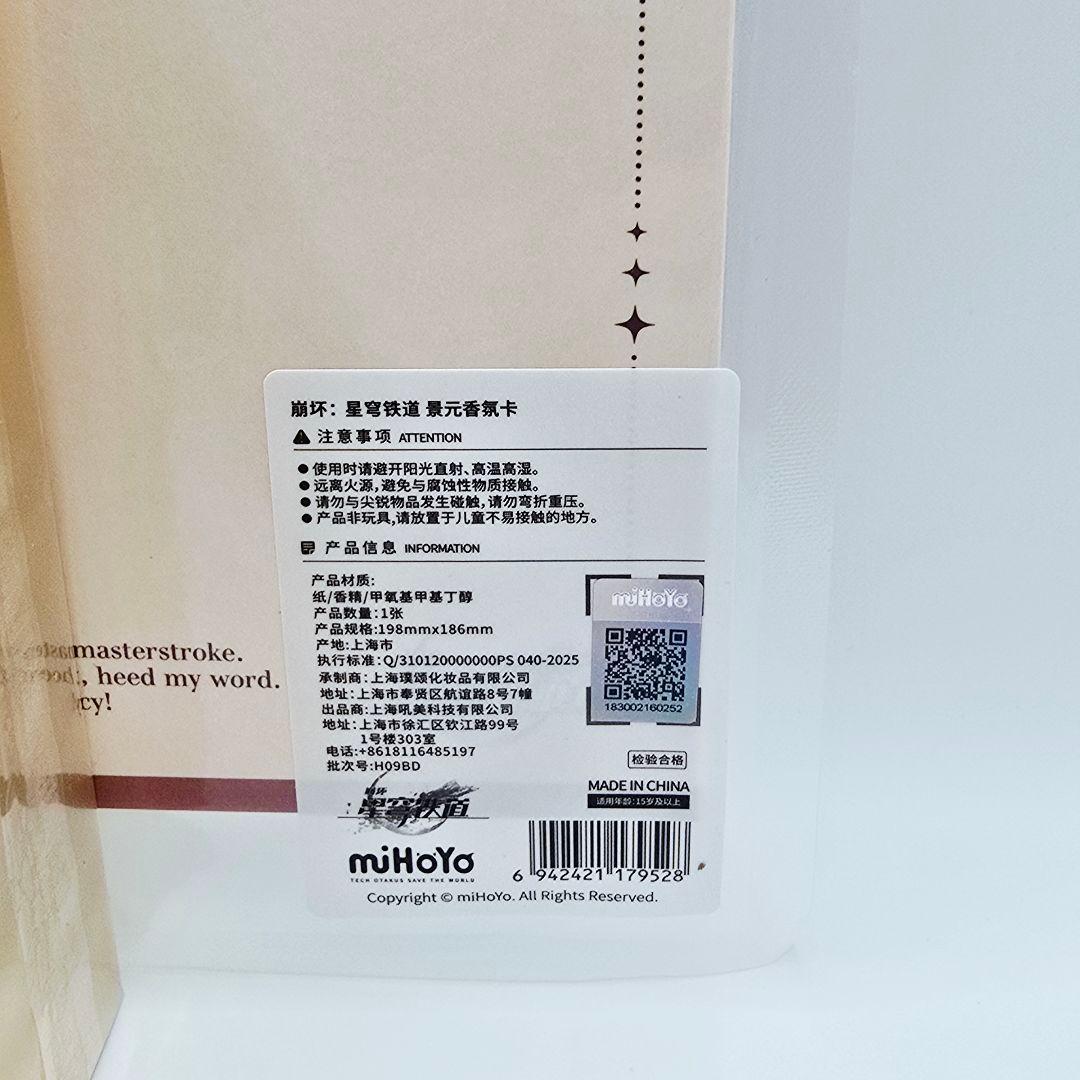 masterstroke.
, heed my word.
cy!
崩坏：星穹铁道 景元香氛卡
注意事项 ATTENTION
●使用时请避开阳光直射、高温高湿。
●远离火源,避免与腐蚀性物质接触。
●请勿与尖锐物品发生碰触,请勿弯折重压。
●产品非玩具,请放置于儿童不易接触的地方。
产品信息 INFORMATION
产品材质:
纸/香精/甲氧基甲基丁醇
产品数量:1张
产品规格:198mmx186mm
产地:上海市
执行标准:Q/310120000000PS 040-2025
承制商:上海璞颂化妆品有限公司
地址:上海市奉贤区航谊路8号7幢
出品商:上海吼美科技有限公司
地址:上海市徐汇区钦江路99号
1号楼303室
电话:+8618116485197
批次号:H09BD
miHoYo
183002160252
检验合格
MADE IN CHINA
适用年龄:15岁及以上
崩坏
星穹铁道
miHoYo
TECH OTAKUS SAVE THE WORLD
6 942421 179528
Copyright © miHoYo. All Rights Reserved.